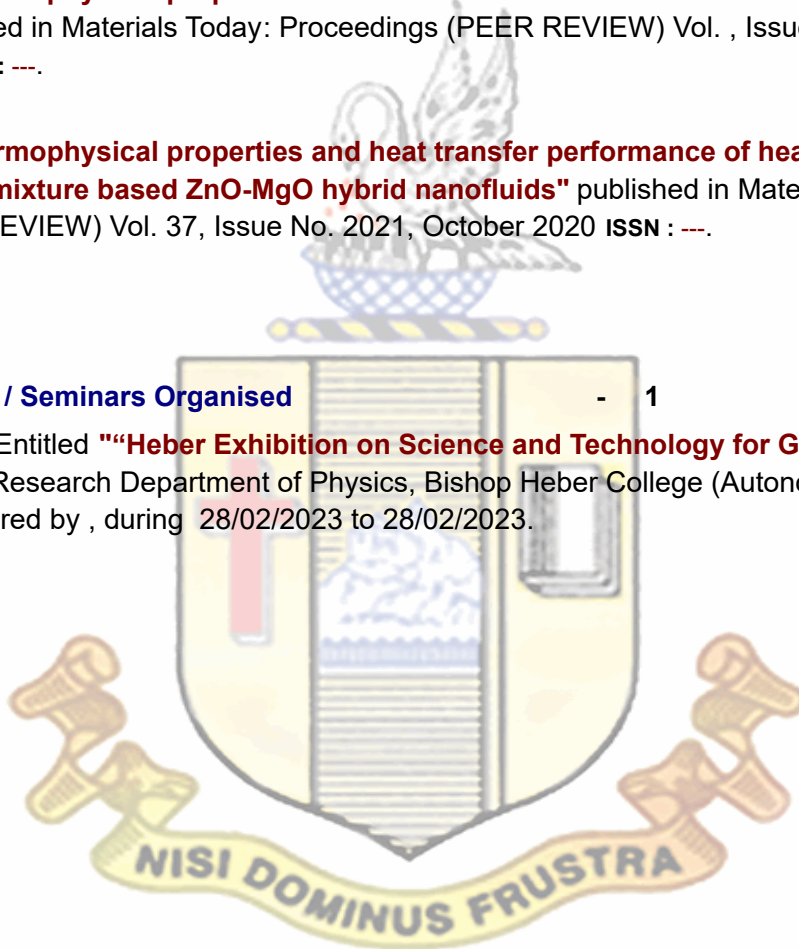 ed in Materials Today: Proceedings (PEER REVIEW) Vol. , Issue
: ---.
rmophysical properties and heat transfer performance of hea
mixture based ZnO-MgO hybrid nanofluids" published in Mate
EVIEW) Vol. 37, Issue No. 2021, October 2020 ISSN : ---.
/ Seminars Organised - 1
Entitled "“Heber Exhibition on Science and Technology for G
Research Department of Physics, Bishop Heber College (Autono
red by , during 28/02/2023 to 28/02/2023.
NISI DOMINUS FRUSTRA